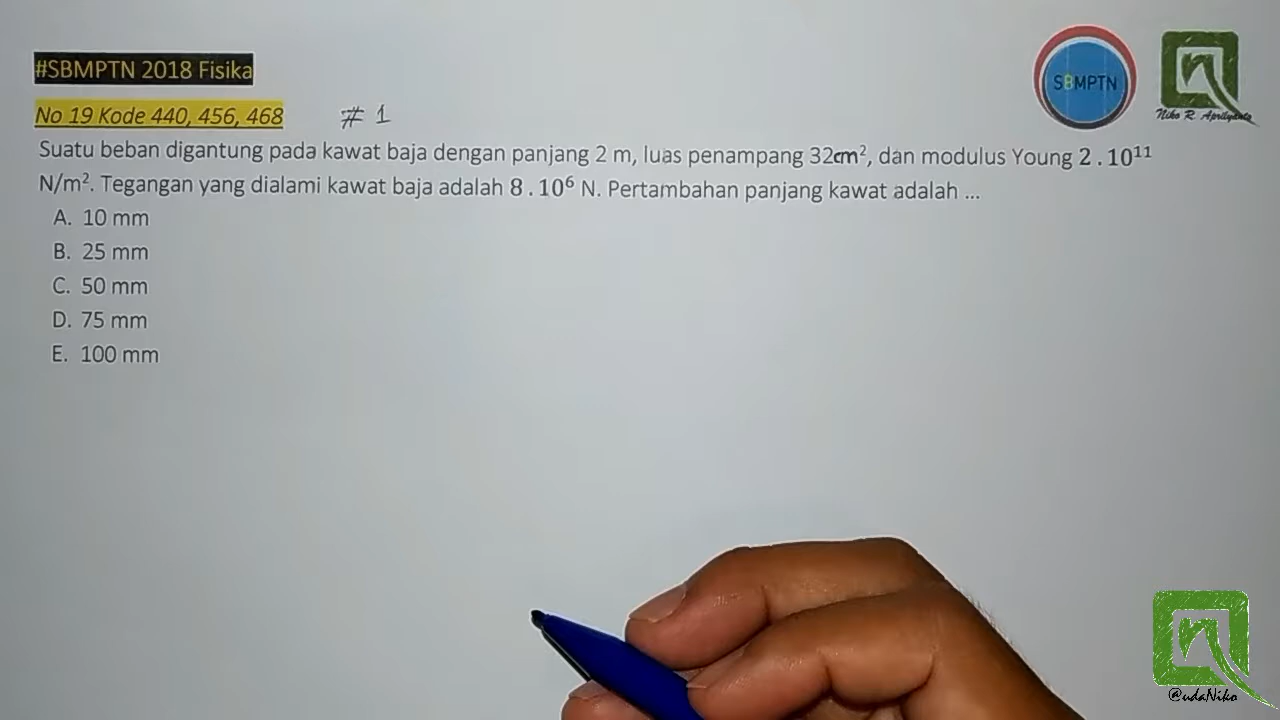 #SBMPTN 2018 Fisika
SBMPTN
Niko R. Aprilyanto
No 19 Kode 440, 456, 468 # 1
Suatu beban digantung pada kawat baja dengan panjang 2 m, luas penampang 32cm², dan modulus Young 2 . 10¹¹
N/m². Tegangan yang dialami kawat baja adalah 8 . 10⁶ N. Pertambahan panjang kawat adalah ...
A. 10 mm
B. 25 mm
C. 50 mm
D. 75 mm
E. 100 mm
@udaNiko